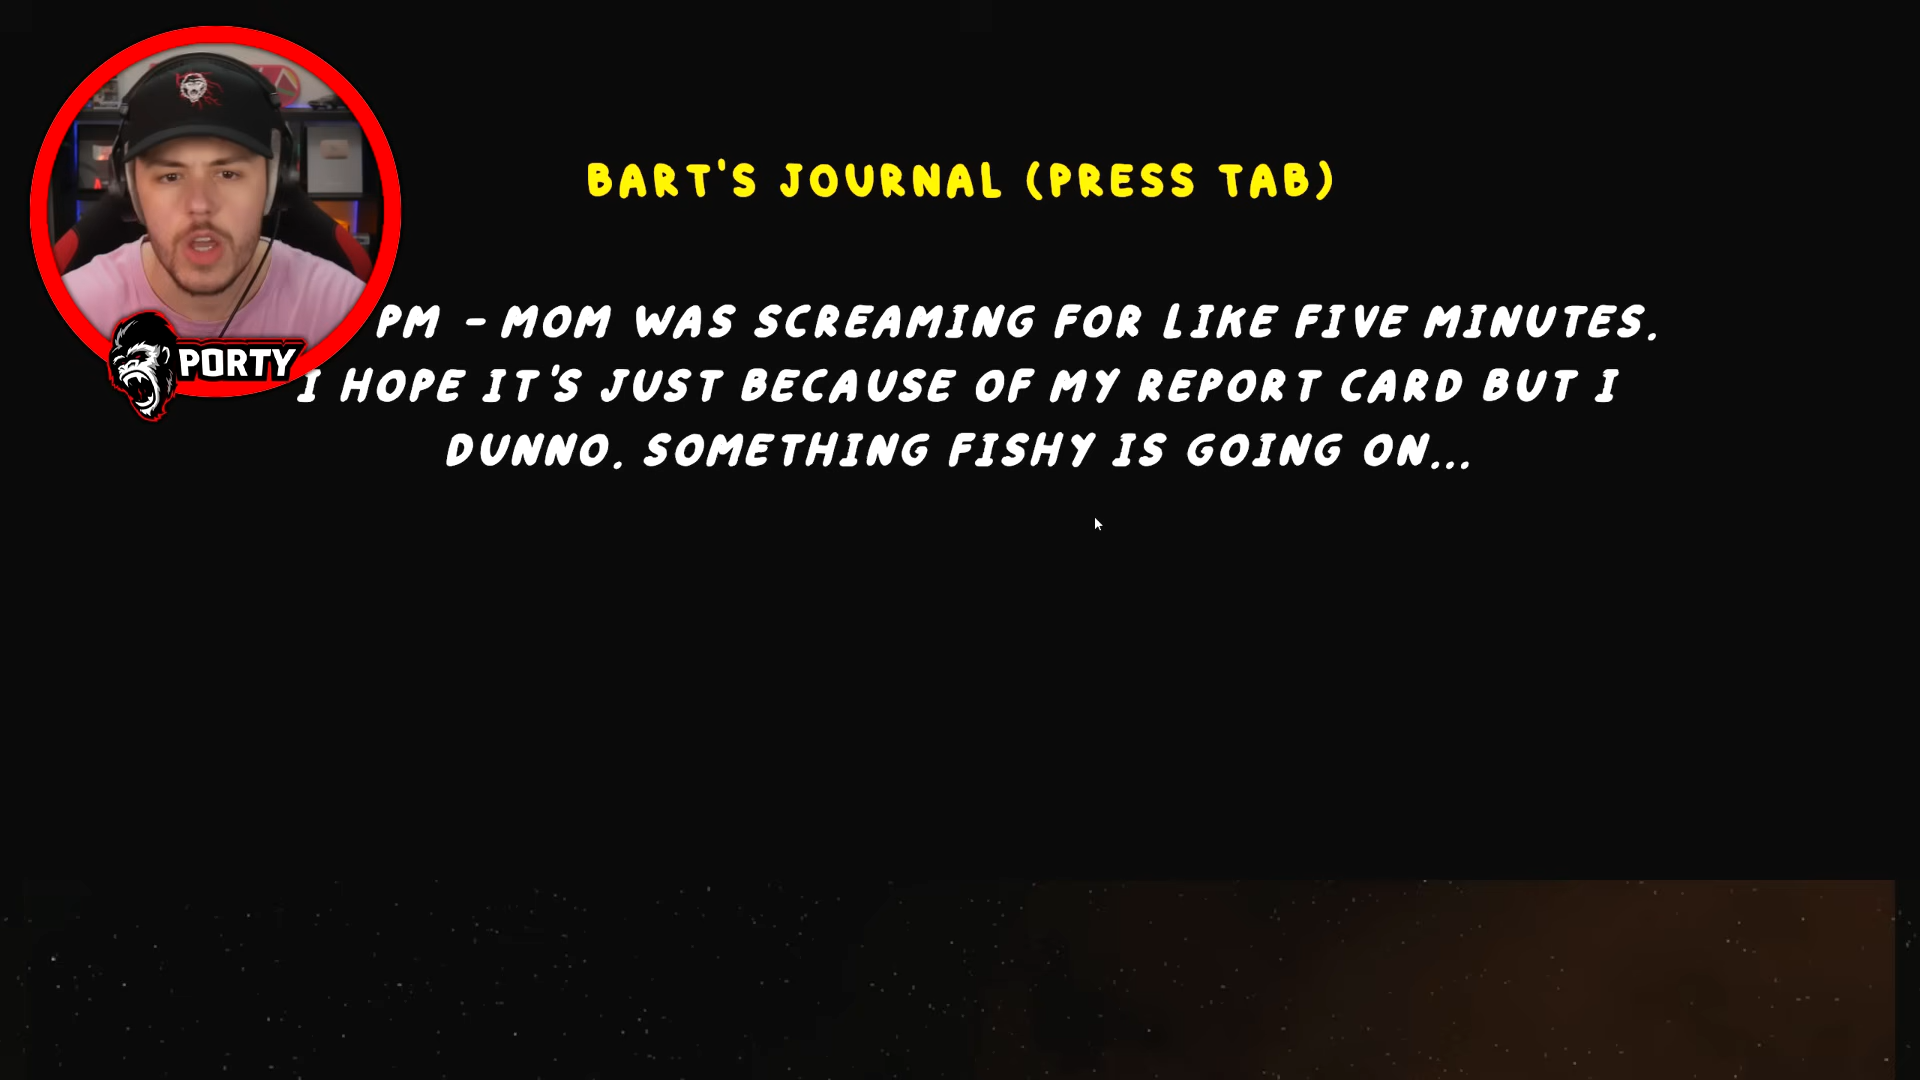 BART'S JOURNAL (PRESS TAB)
PM - MOM WAS SCREAMING FOR LIKE FIVE MINUTES.
I HOPE IT'S JUST BECAUSE OF MY REPORT CARD BUT I
DUNNO. SOMETHING FISHY IS GOING ON...
PORTY